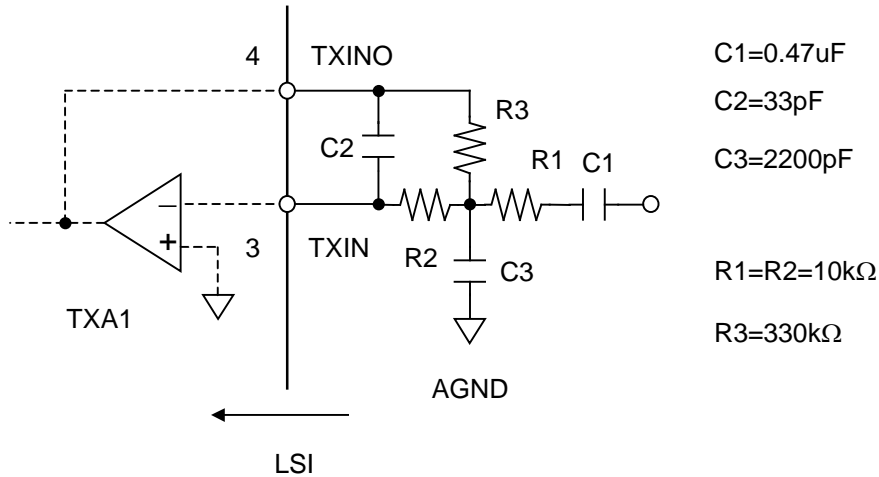 4 TXINO
C1=0.47uF
C2=33pF
R3
C2
R1 C1
C3=2200pF
−
+
3 TXIN
R2
C3
R1=R2=10kΩ
TXA1
R3=330kΩ
AGND
LSI